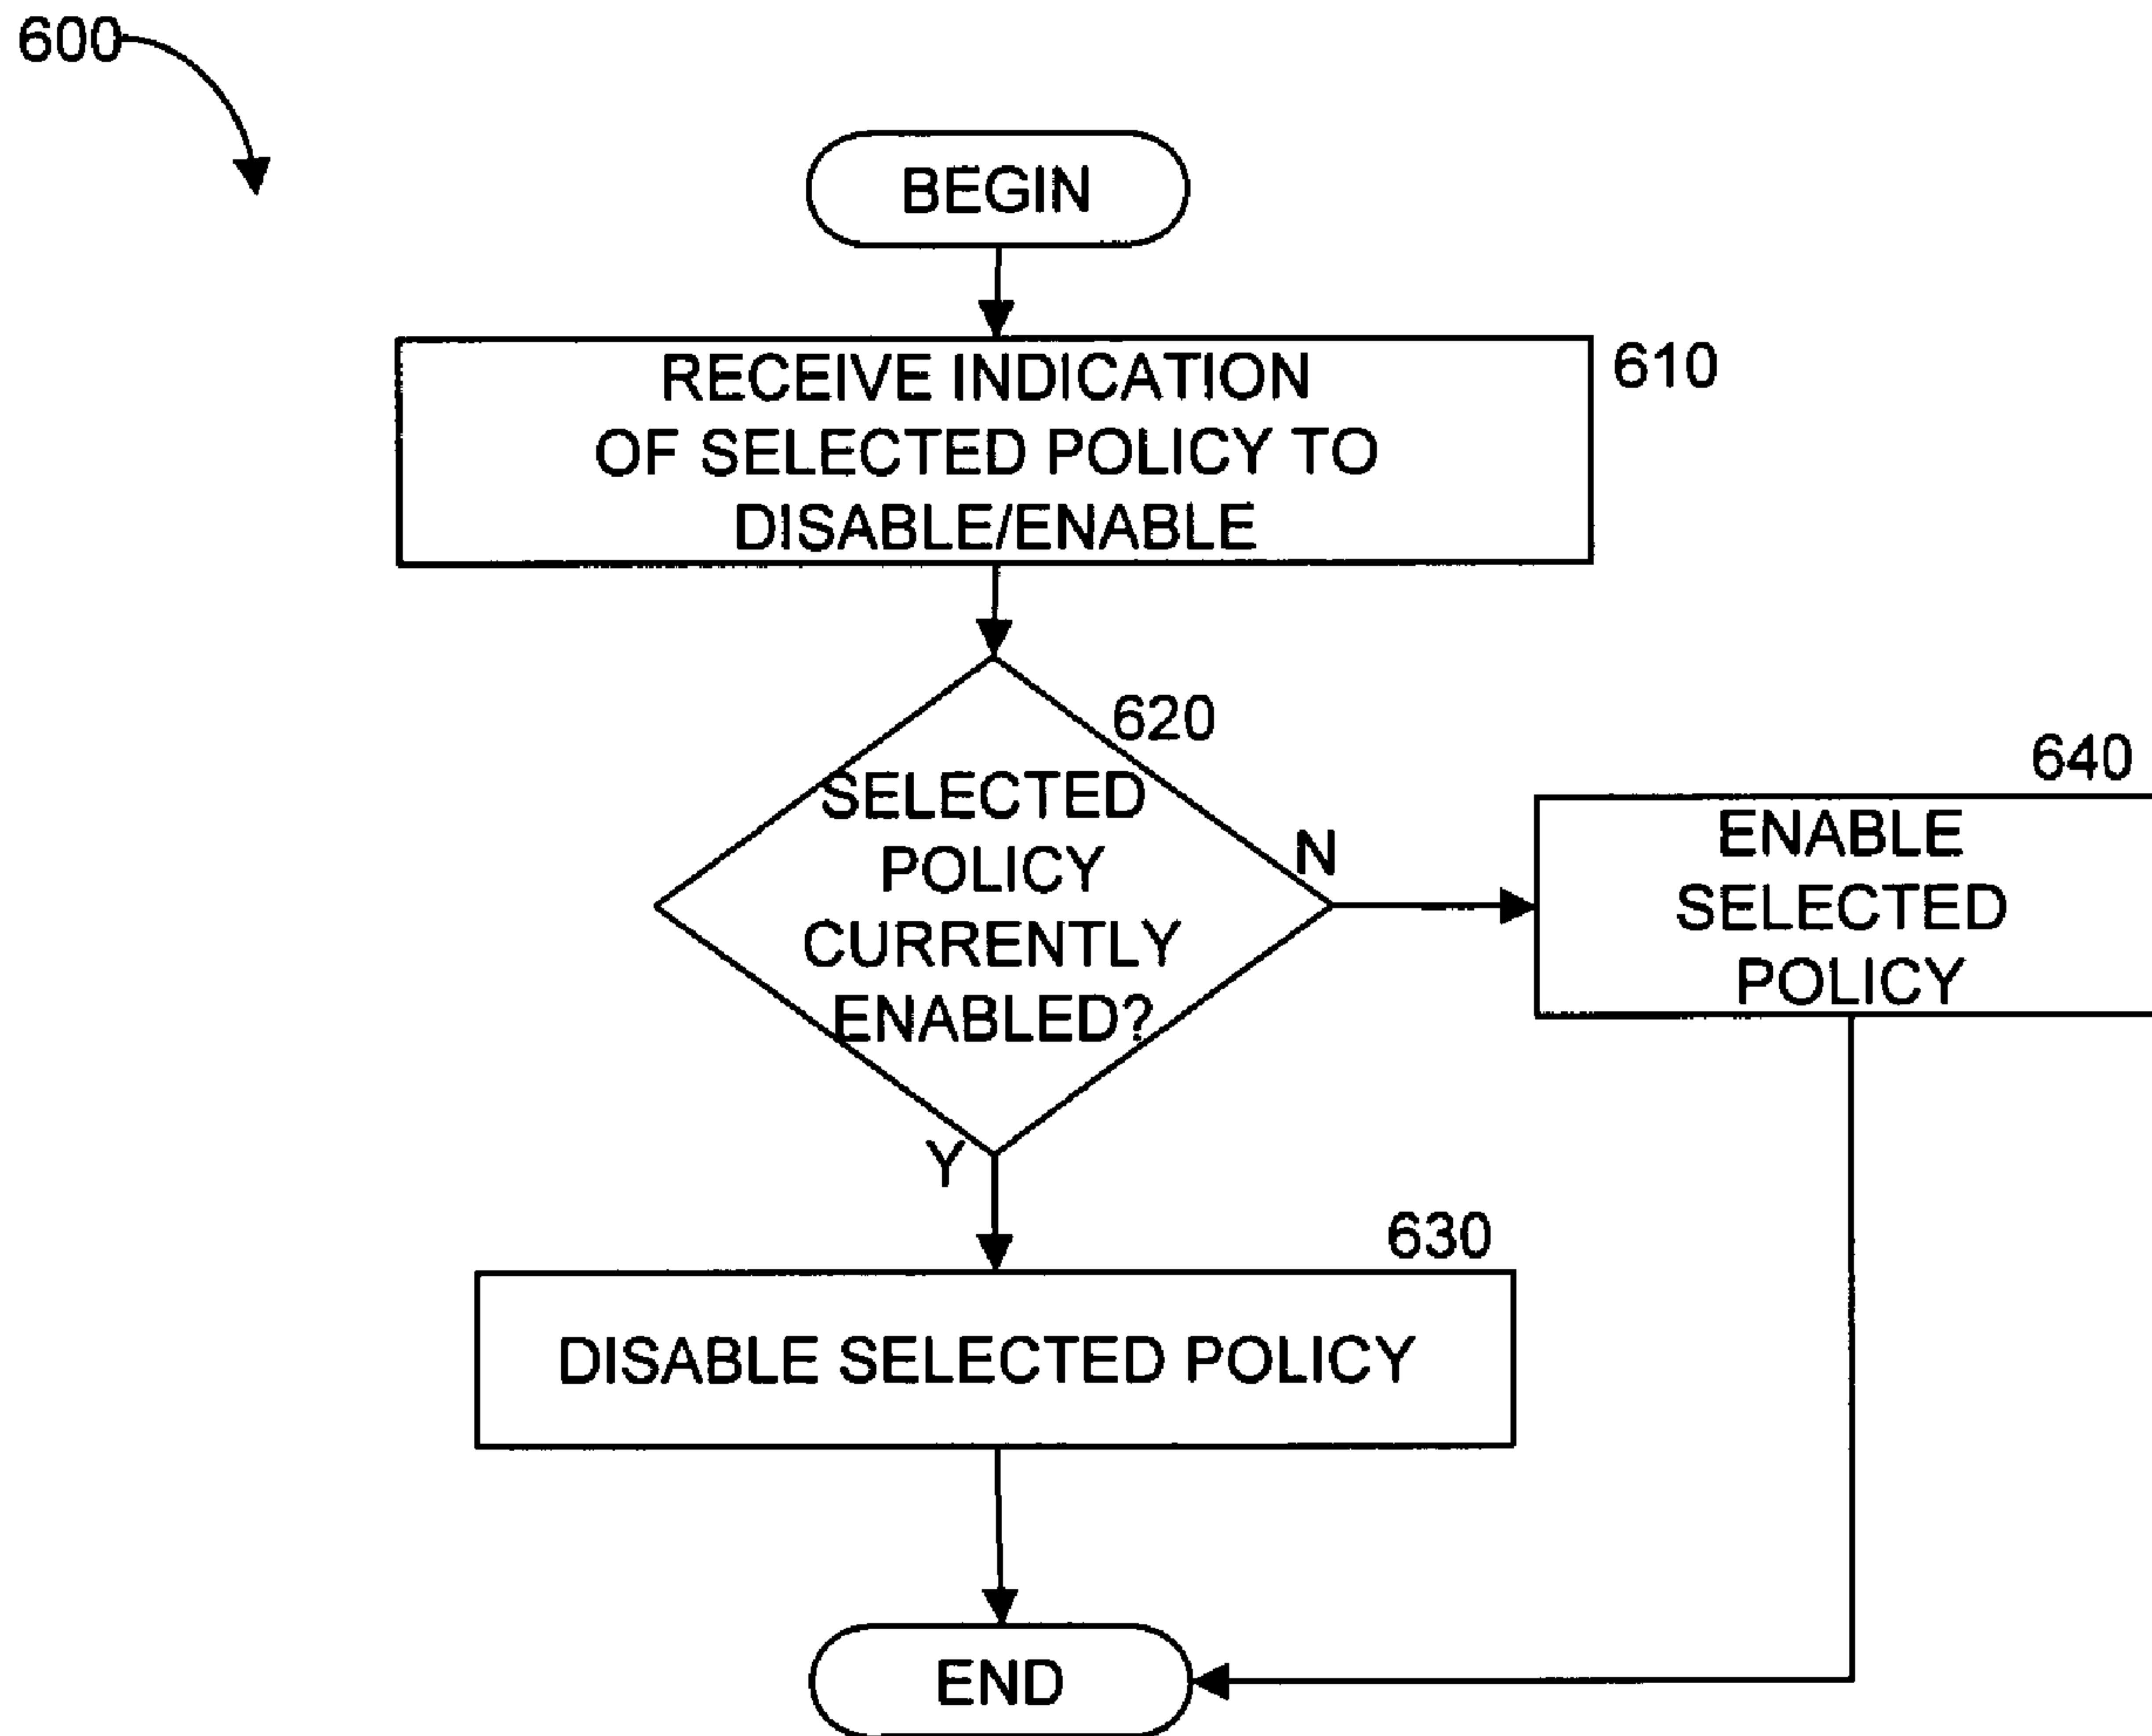 600
BEGIN
RECEIVE INDICATION
OF SELECTED POLICY TO
DISABLE/ENABLE
610
620
SELECTED
POLICY
CURRENTLY
ENABLED?
N
640
ENABLE
SELECTED
POLICY
Y
630
DISABLE SELECTED POLICY
END